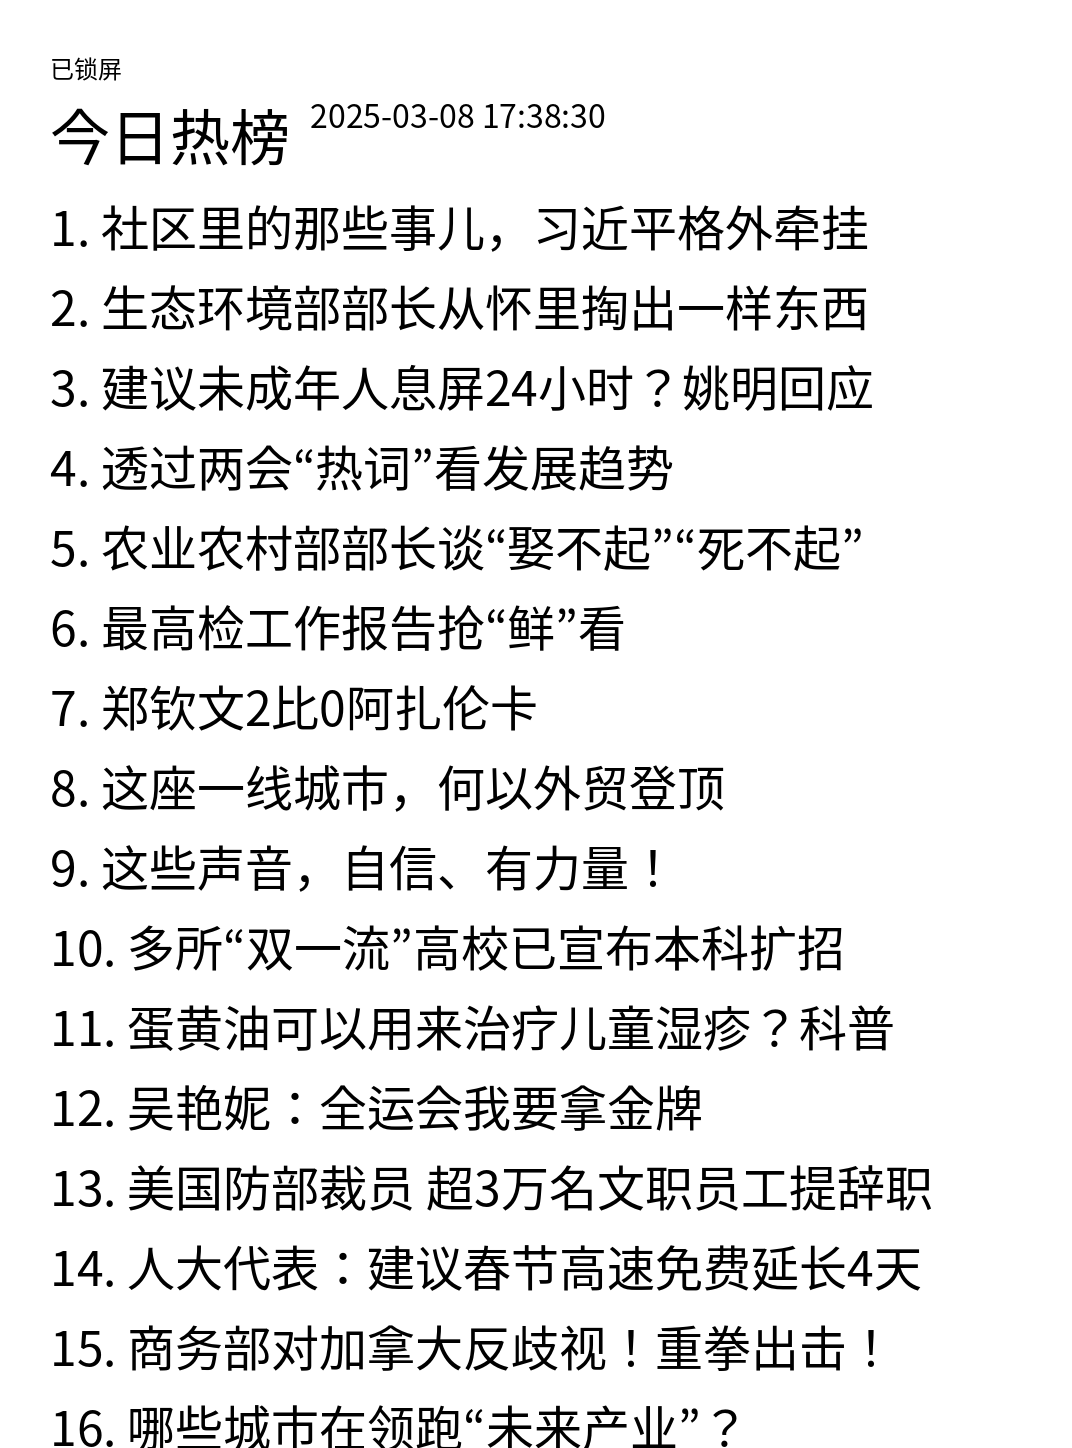 已锁屏
今日热榜 2025-03-08 17:38:30
1. 社区里的那些事儿，习近平格外牵挂
2. 生态环境部部长从怀里掏出一样东西
3. 建议未成年人息屏24小时？姚明回应
4. 透过两会“热词”看发展趋势
5. 农业农村部部长谈“娶不起”“死不起”
6. 最高检工作报告抢“鲜”看
7. 郑钦文2比0阿扎伦卡
8. 这座一线城市，何以外贸登顶
9. 这些声音，自信、有力量！
10. 多所“双一流”高校已宣布本科扩招
11. 蛋黄油可以用来治疗儿童湿疹？科普
12. 吴艳妮：全运会我要拿金牌
13. 美国防部裁员 超3万名文职员工提辞职
14. 人大代表：建议春节高速免费延长4天
15. 商务部对加拿大反歧视！重拳出击！
16. 哪些城市在领跑“未来产业”？